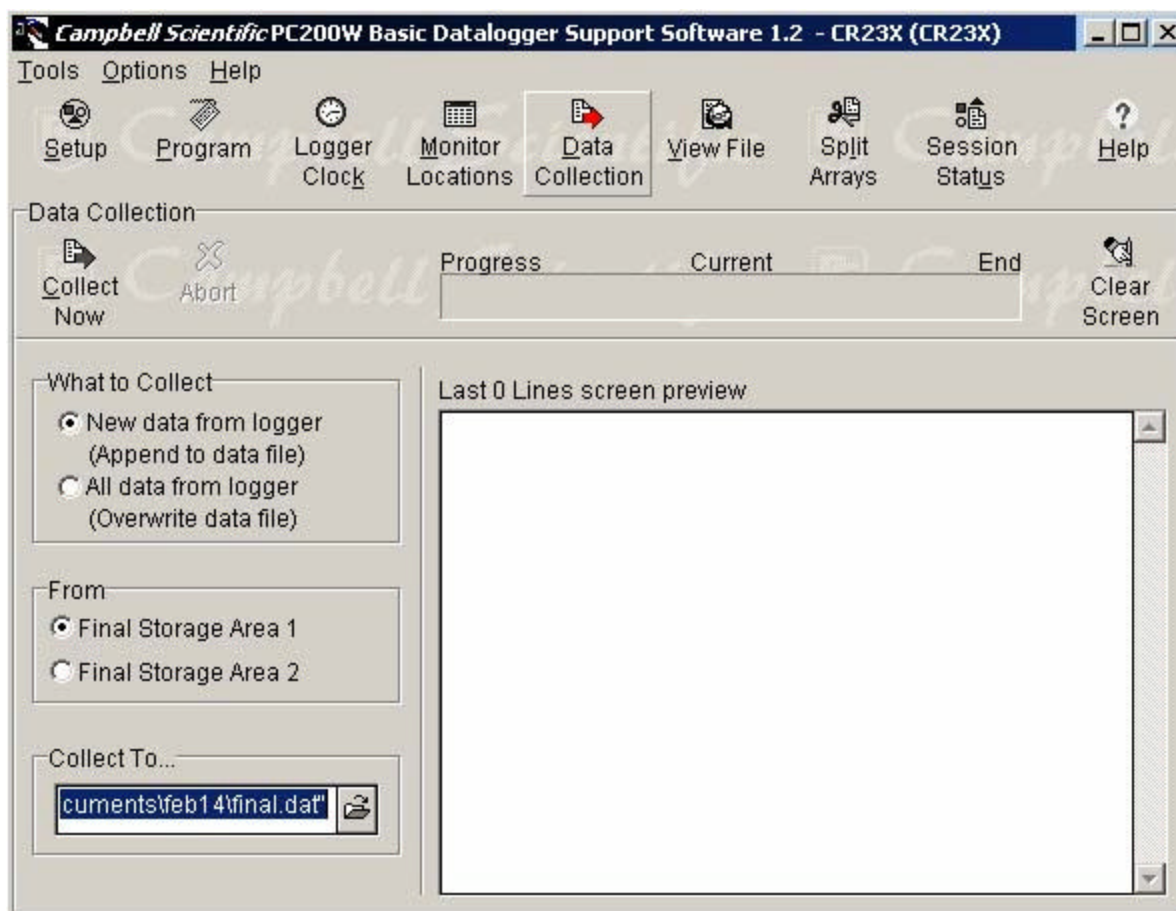 Campbell Scientific PC200W Basic Datalogger Support Software 1.2 - CR23X (CR23X)
Tools Options Help
Setup
Program
Logger Clock
Monitor Locations
Data Collection
View File
Split Arrays
Session Status
Help
Data Collection
Collect Now
Abort
Progress Current End
Clear Screen
What to Collect
New data from logger
(Append to data file)
All data from logger
(Overwrite data file)
From
Final Storage Area 1
Final Storage Area 2
Collect To...
cuments\feb14\final.dat"
Last 0 Lines screen preview